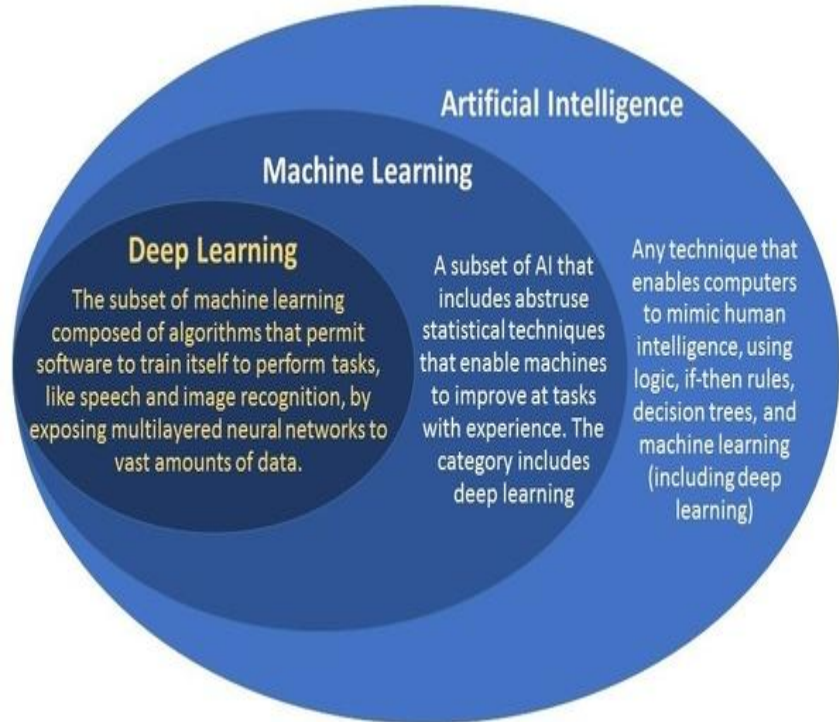 Artificial Intelligence
Any technique that
enables computers
to mimic human
intelligence, using
logic, if-then rules,
decision trees, and
machine learning
(including deep
learning)
Machine Learning
A subset of AI that
includes abstruse
statistical techniques
that enable machines
to improve at tasks
with experience. The
category includes
deep learning
Deep Learning
The subset of machine learning
composed of algorithms that permit
software to train itself to perform tasks,
like speech and image recognition, by
exposing multilayered neural networks to
vast amounts of data.